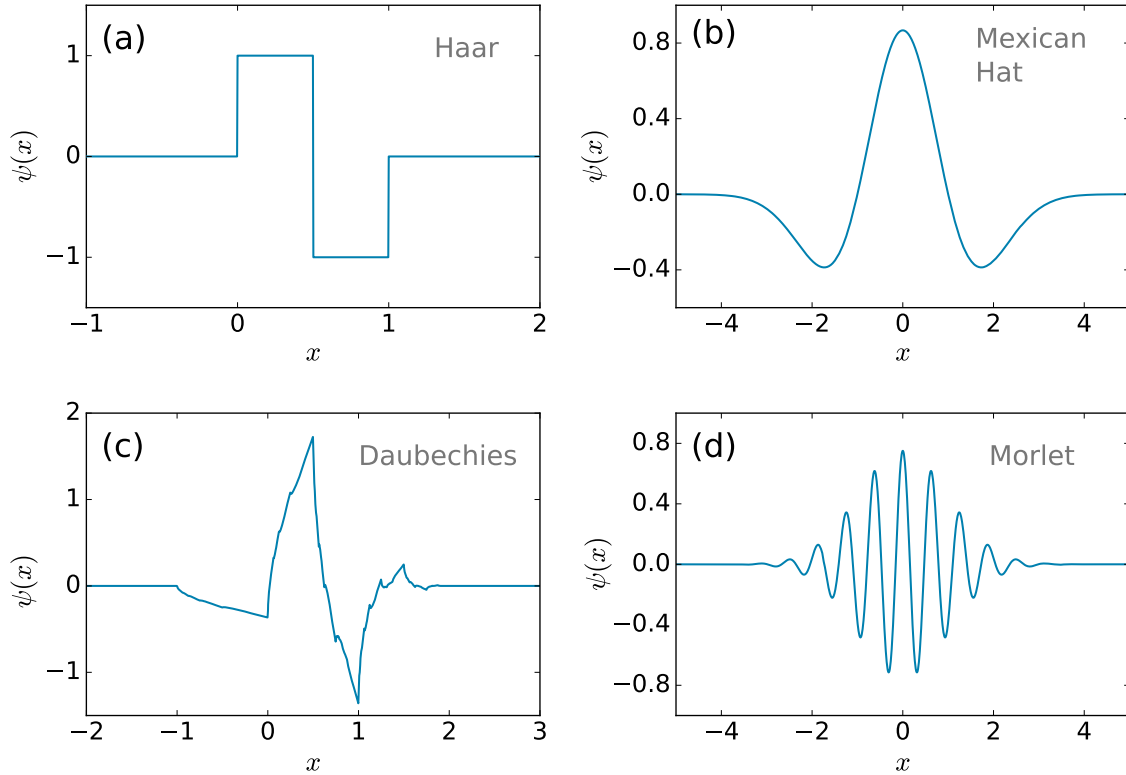 (a)
Haar
ψ(x)
1
0
−1
−1 0 1 2
x
(b)
Mexican
Hat
ψ(x)
0.8
0.4
0.0
−0.4
−4 −2 0 2 4
x
(c)
Daubechies
ψ(x)
2
1
0
−1
−2 −1 0 1 2 3
x
(d)
Morlet
ψ(x)
0.8
0.4
0.0
−0.4
−0.8
−4 −2 0 2 4
x